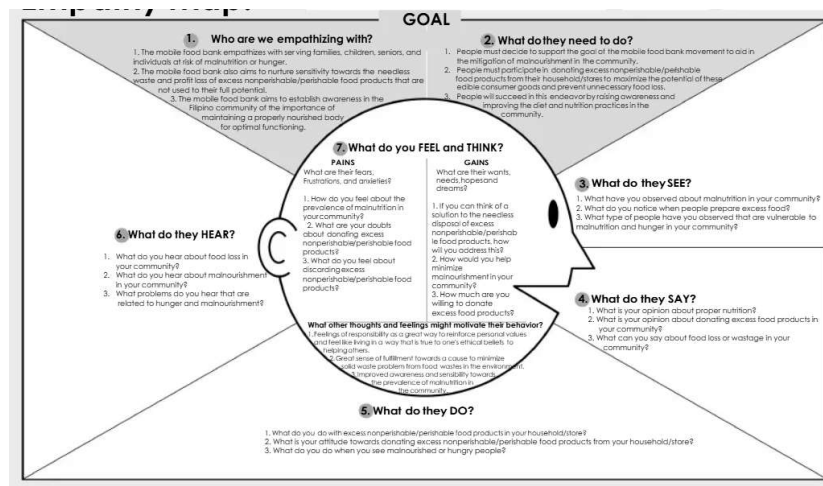 Empathy Map:
GOAL
1. Who are we empathizing with?
1. The mobile food bank empathizes with serving families, children, seniors, and
individuals at risk of malnutrition or hunger.
2. The mobile food bank also aims to nurture sensitivity towards the needless
waste and profit loss of excess nonperishable/perishable food products that are
not used to their full potential.
3. The mobile food bank aims to establish awareness in the
Filipino community of the importance of
maintaining a properly nourished body
for optimal functioning.
2. What do they need to do?
1. People must decide to support the goal of the mobile food bank movement to aid in
the mitigation of malnourishment in the community.
2. People must participate in donating excess nonperishable/perishable
food products from their household/stares to maximize the potential of these
edible consumer goods and prevent unnecessary food loss.
3. People will succeed in this endeavor by raising awareness and
improving the diet and nutrition practices in the
community.
7. What do you FEEL and THINK?
PAINS
What are their fears,
Frustrations, and anxieties?
1. How do you feel about the
prevalence of malnutrition in
your community?
2. What are your doubts
about donating excess
nonperishable/perishable food
products?
3. What do you feel about
discarding excess
nonperishable/perishable food
products?
GAINS
What are their wants,
needs, hopes and
dreams?
1. If you can think of a
solution to the needless
disposal of excess
nonperishable/perishab
le food products, how
will you address this?
2. How would you help
minimize
malnourishment in your
community?
3. How much are you
willing to donate
excess food products?
What other thoughts and feelings might motivate their behavior?
1. Feelings of responsibility as a great way to reinforce personal values
and feel like living in a way that is true to one's ethical beliefs to
helping others.
2. Great sense of fulfillment towards a cause to minimize
solid waste problem from food wastes in the environment.
3. Improved awareness and sensibility towards
the prevalence of malnutrition in
the community.
3. What do they SEE?
1. What have you observed about malnutrition in your community?
2. What do you notice when people prepare excess food?
3. What type of people have you observed that are vulnerable to
malnutrition and hunger in your community?
4. What do they SAY?
1. What is your opinion about proper nutrition?
2. What is your opinion about donating excess food products in
your community?
3. What can you say about food loss or wastage in your
community?
6. What do they HEAR?
1. What do you hear about food loss in
your community?
2. What do you hear about malnourishment
in your community?
3. What problems do you hear that are
related to hunger and malnourishment?
5. What do they DO?
1. What do you do with excess nonperishable/perishable food products in your household/store?
2. What is your attitude towards donating excess nonperishable/perishable food products from your household/store?
3. What do you do when you see malnourished or hungry people?